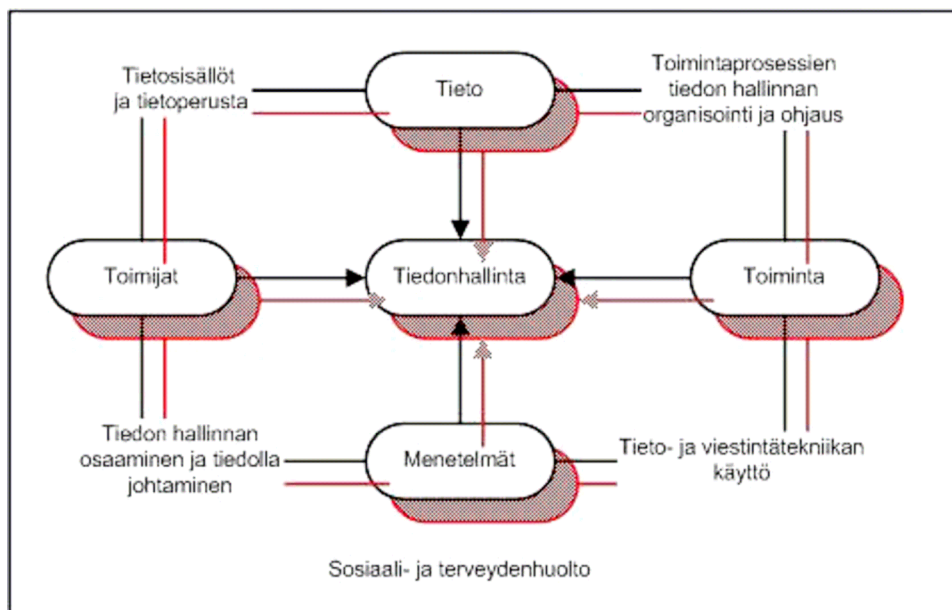 Tietosisällöt
ja tietoperusta
Tieto
Toimintaprosessien
tiedon hallinnan
organisointi ja ohjaus
Toimijat
Tiedonhallinta
Toiminta
Tiedon hallinnan
osaaminen ja tiedolla
johtaminen
Menetelmät
Tieto- ja viestintätekniikan
käyttö
Sosiaali- ja terveydenhuolto